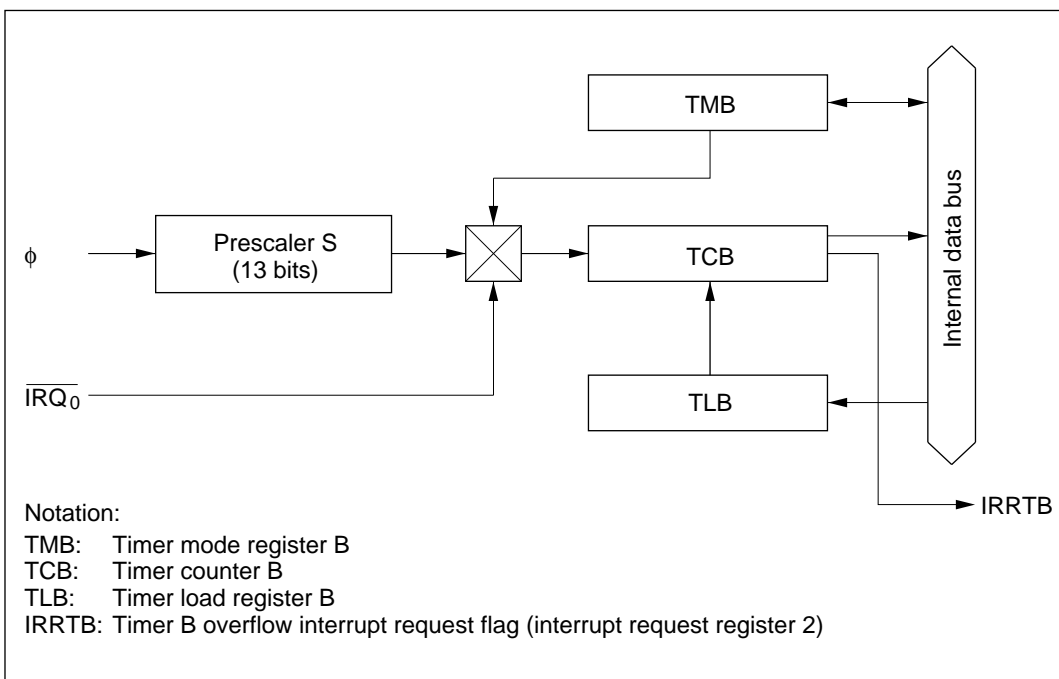 TMB
Internal data bus
ϕ
Prescaler S
(13 bits)
TCB
IRQ0
TLB
IRRTB
Notation:
TMB: Timer mode register B
TCB: Timer counter B
TLB: Timer load register B
IRRTB: Timer B overflow interrupt request flag (interrupt request register 2)